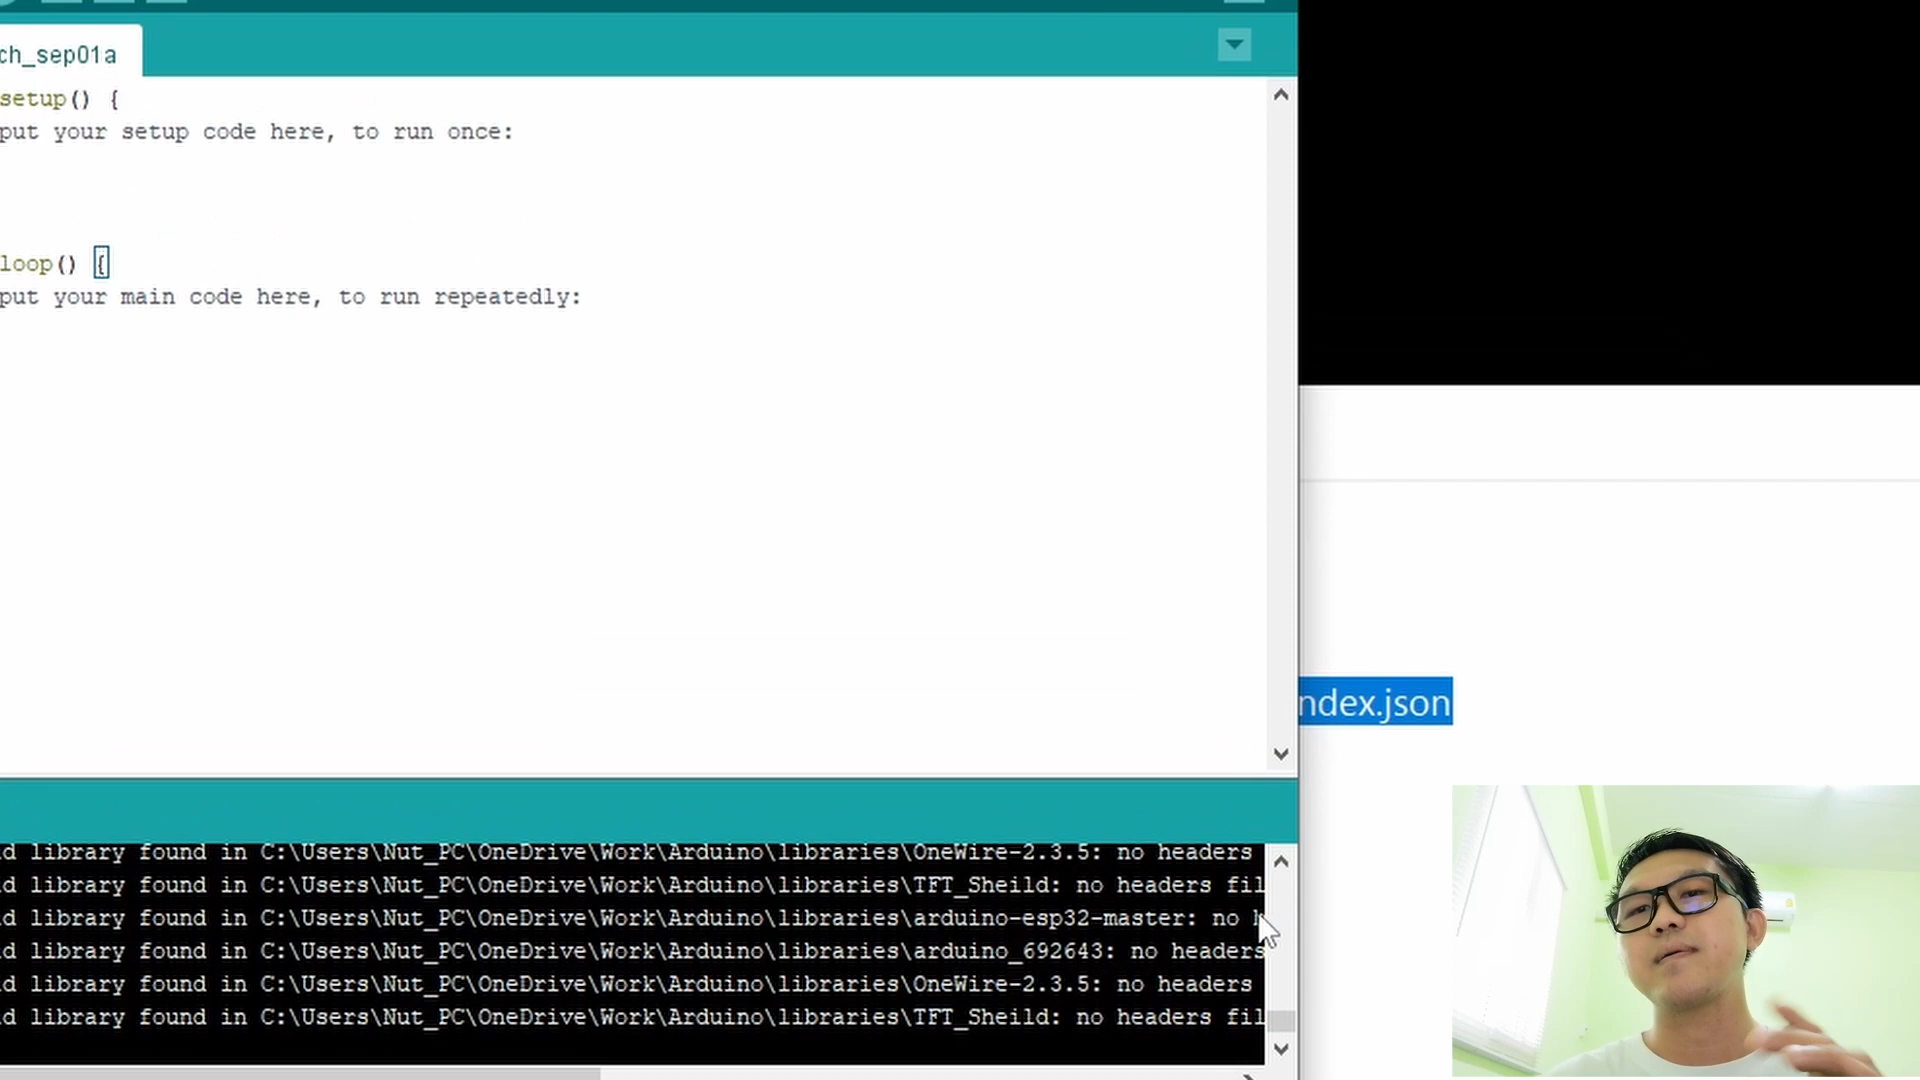 ch_sep01a
setup() {
put your setup code here, to run once:
loop() {
put your main code here, to run repeatedly:
ndex.json
d library found in C:\Users\Nut_PC\OneDrive\Work\Arduino\libraries\OneWire-2.3.5: no headers
d library found in C:\Users\Nut_PC\OneDrive\Work\Arduino\libraries\TFT_Sheild: no headers fil
d library found in C:\Users\Nut_PC\OneDrive\Work\Arduino\libraries\arduino-esp32-master: no h
d library found in C:\Users\Nut_PC\OneDrive\Work\Arduino\libraries\arduino_692643: no headers
d library found in C:\Users\Nut_PC\OneDrive\Work\Arduino\libraries\OneWire-2.3.5: no headers
d library found in C:\Users\Nut_PC\OneDrive\Work\Arduino\libraries\TFT_Sheild: no headers fil